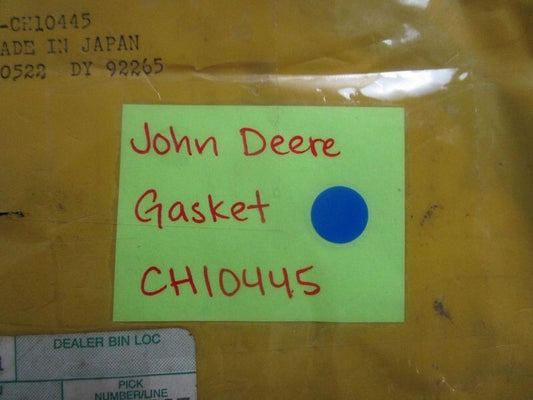 -CH10445
ADE IN JAPAN
0522 DY 92265
John Deere
Gasket
CH10445
DEALER BIN LOC
PICK
NUMBER/LINE